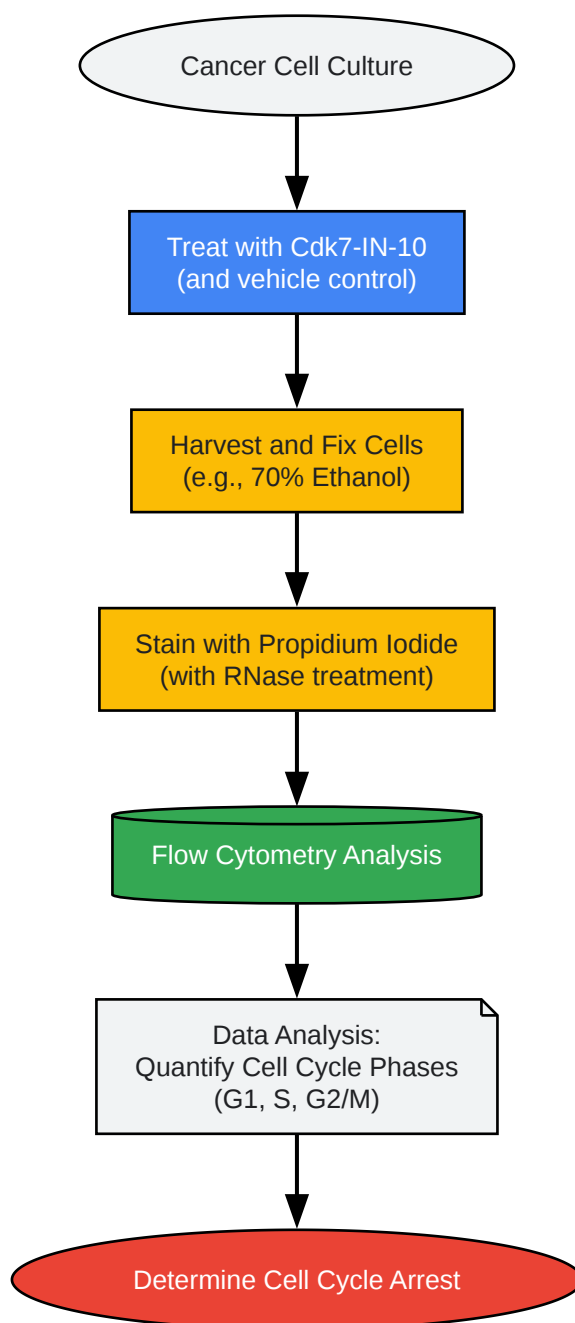 Cancer Cell Culture
Treat with Cdk7-IN-10
(and vehicle control)
Harvest and Fix Cells
(e.g., 70% Ethanol)
Stain with Propidium Iodide
(with RNase treatment)
Flow Cytometry Analysis
Data Analysis:
Quantify Cell Cycle Phases
(G1, S, G2/M)
Determine Cell Cycle Arrest